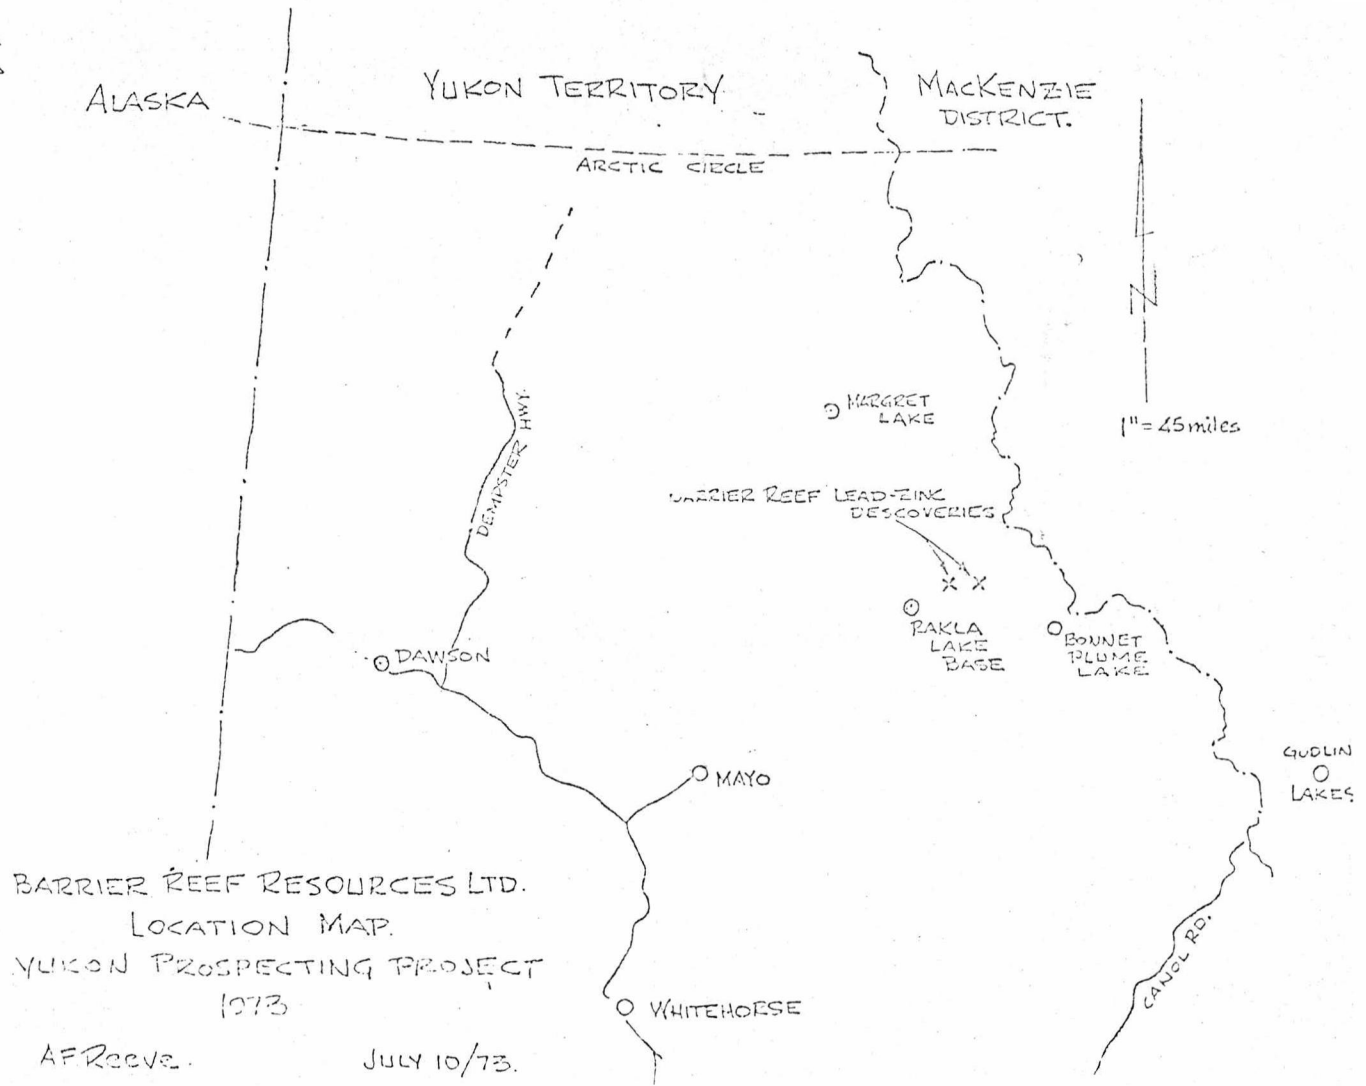 ALASKA
YUKON TERRITORY
MACKENZIE
DISTRICT.
ARCTIC CIRCLE
N
1" = 45 miles
DEMPSTER HWY.
MARGRET
LAKE
BARRIER REEF LEAD-ZINC
DESCOVERIES
RAKLA
LAKE
BASE
BONNET
PLUME
LAKE
DAWSON
MAYO
GUDLIN
LAKES
CANOL RD.
WHITEHORSE
BARRIER REEF RESOURCES LTD.
LOCATION MAP.
YUKON PROSPECTING PROJECT
1973
AFReeve.
JULY 10/73.